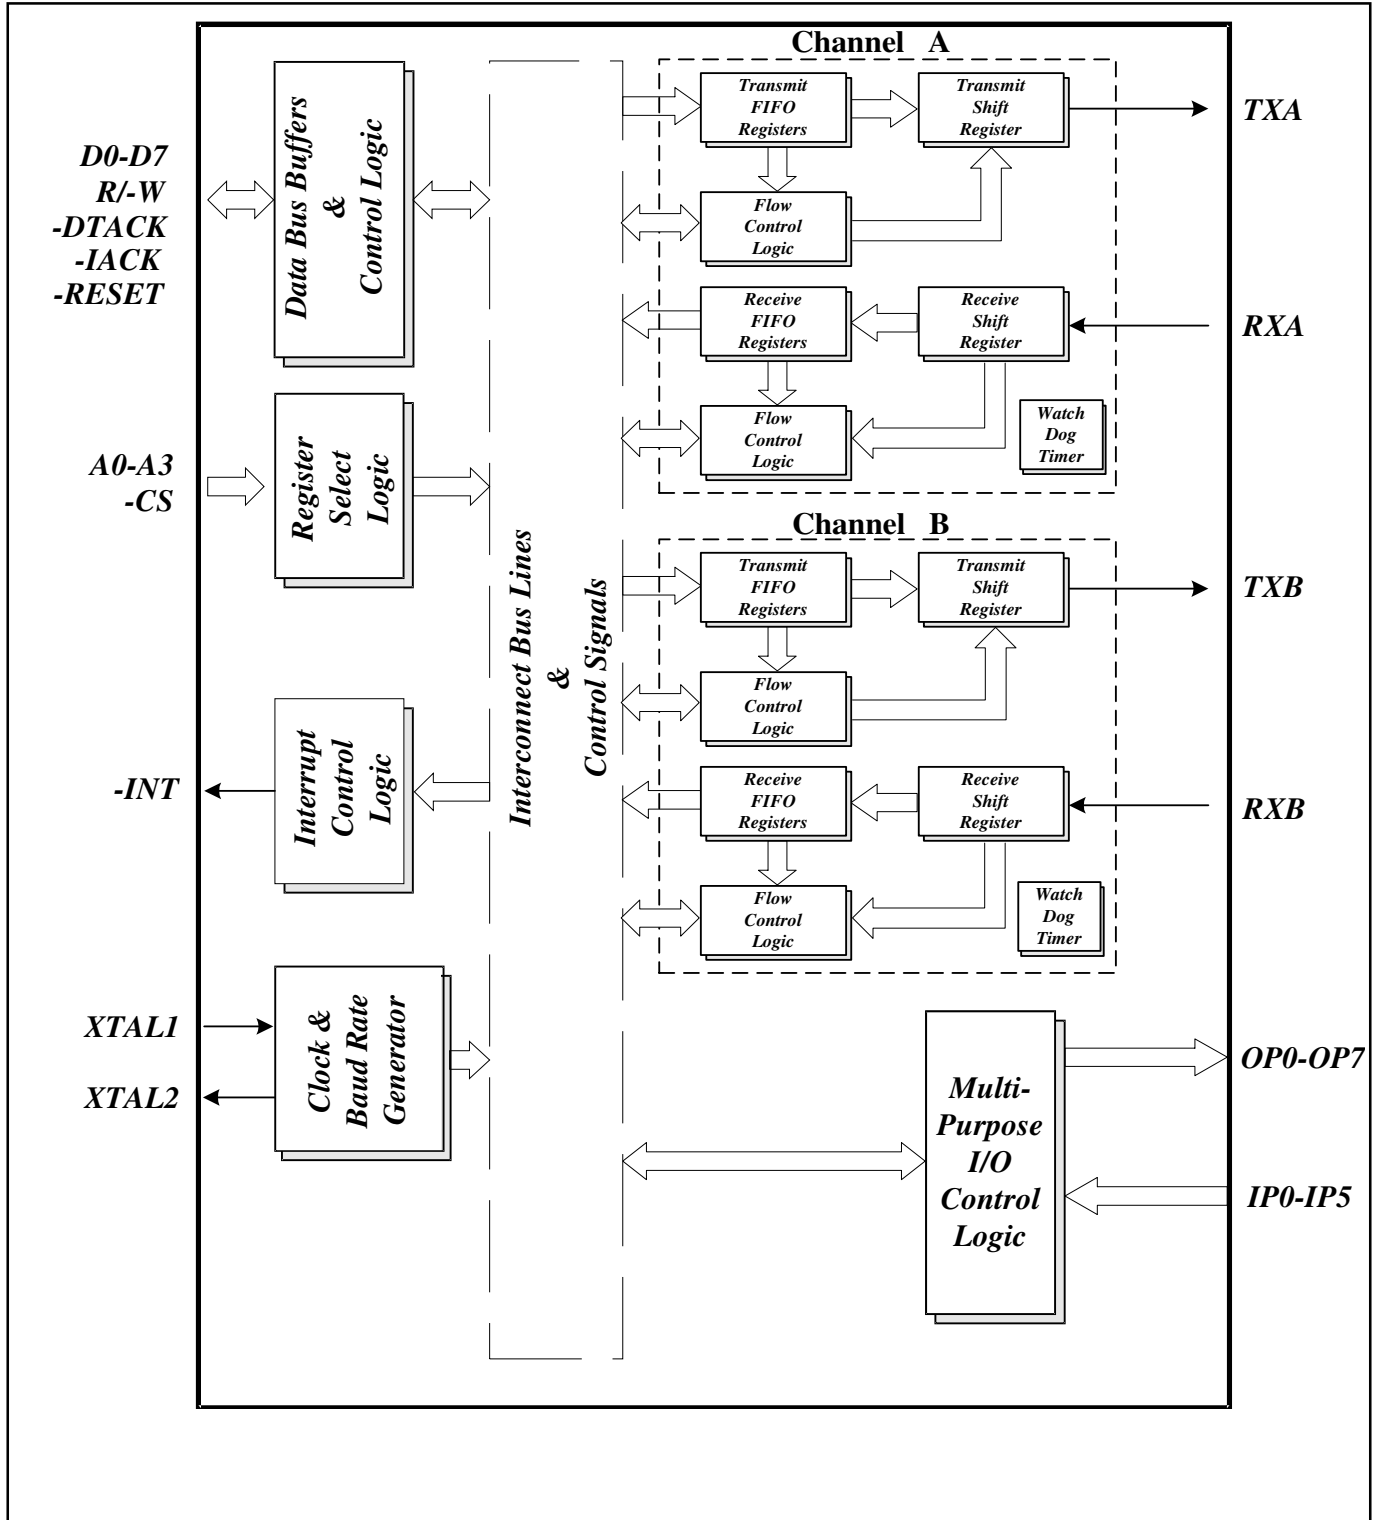 D0-D7
R/-W
-DTACK
-IACK
-RESET
A0-A3
-CS
-INT
XTAL1
XTAL2
Data Bus Buffers
&
Control Logic
Register
Select
Logic
Interrupt
Control
Logic
Clock &
Baud Rate
Generator
Interconnect Bus Lines
&
Control Signals
Channel A
Transmit
FIFO
Registers
Transmit
Shift
Register
Flow
Control
Logic
Receive
FIFO
Registers
Receive
Shift
Register
Flow
Control
Logic
Watch
Dog
Timer
Channel B
Transmit
FIFO
Registers
Transmit
Shift
Register
Flow
Control
Logic
Receive
FIFO
Registers
Receive
Shift
Register
Flow
Control
Logic
Watch
Dog
Timer
Multi-
Purpose
I/O
Control
Logic
TXA
RXA
TXB
RXB
OP0-OP7
IP0-IP5